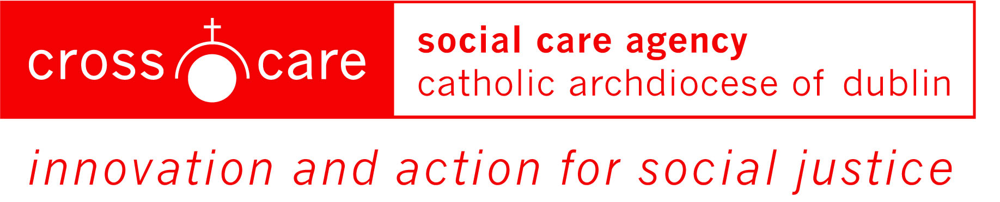 cross care
social care agency
catholic archdiocese of dublin
innovation and action for social justice